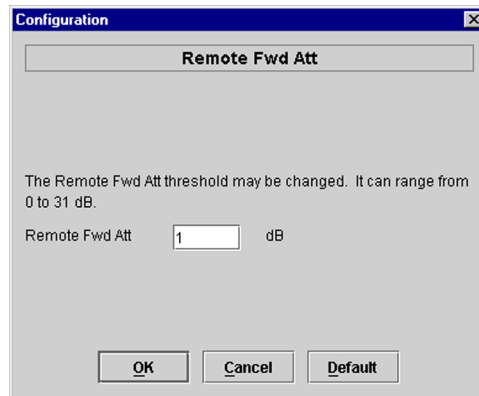 Configuration
Remote Fwd Att
The Remote Fwd Att threshold may be changed. It can range from
0 to 31 dB.
Remote Fwd Att 1 dB
OK Cancel Default